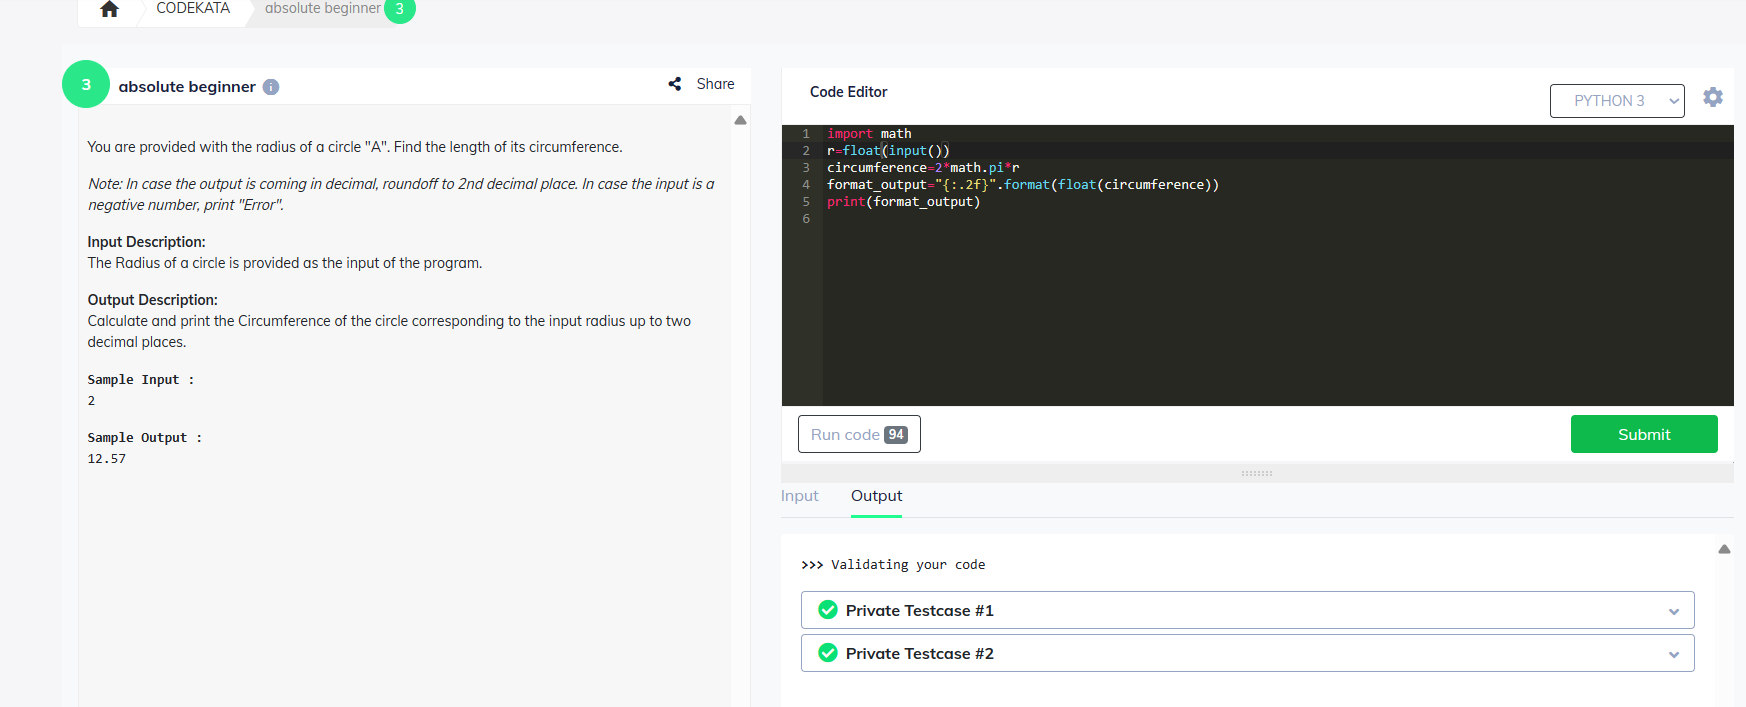 CODEKATA
absolute beginner 3
3 absolute beginner i
Share
You are provided with the radius of a circle "A". Find the length of its circumference.
Note: In case the output is coming in decimal, roundoff to 2nd decimal place. In case the input is a
negative number, print "Error".
Input Description:
The Radius of a circle is provided as the input of the program.
Output Description:
Calculate and print the Circumference of the circle corresponding to the input radius up to two
decimal places.
Sample Input :
2
Sample Output :
12.57
Code Editor
PYTHON 3
1 import math
2 r=float(input())
3 circumference=2*math.pi*r
4 format_output="{:.2f}".format(float(circumference))
5 print(format_output)
6
Run code 94
Submit
Input
Output
>>> Validating your code
Private Testcase #1
Private Testcase #2